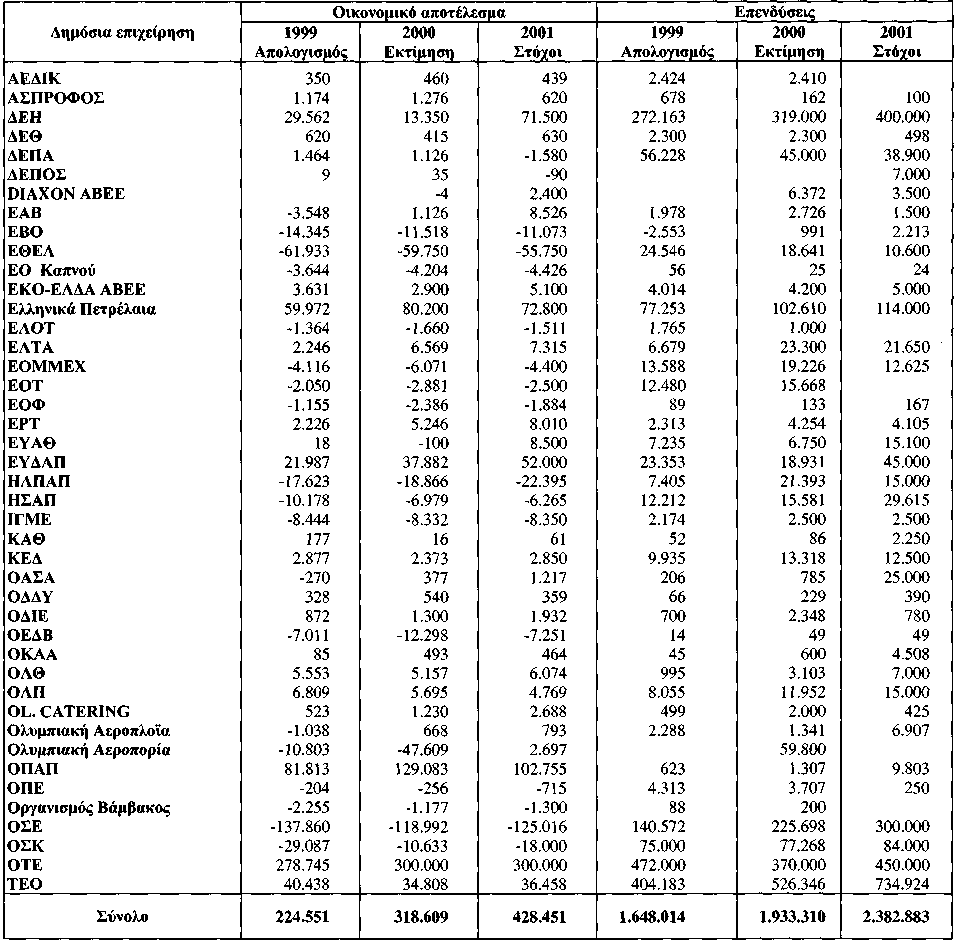 Δημόσια επιχείρηση Οικονομικό αποτέλεσμα Επενδύσεις
1999 2000 2001 1999 2000 2001
Απολογισμός Εκτίμηση Στόχοι Απολογισμός Εκτίμηση Στόχοι
ΑΕΔΙΚ 350 460 439 2.424 2.410
ΑΣΠΡΟΦΟΣ 1.174 1.276 620 678 162 100
ΔΕΗ 29.562 13.350 71.500 272.163 319.000 400.000
ΔΕΘ 620 415 630 2.300 2.300 498
ΔΕΠΑ 1.464 1.126 -1.580 56.228 45.000 38.900
ΔΕΠΟΣ 9 35 -90 7.000
DIAXON ABEE -4 2.400 6.372 3.500
ΕΑΒ -3.548 1.126 8.526 1.978 2.726 1.500
ΕΒΟ -14.345 -11.518 -11.073 -2.553 991 2.213
ΕΘΕΛ -61.933 -59.750 -55.750 24.546 18.641 10.600
ΕΟ Καπνού -3.644 -4.204 -4.426 56 25 24
ΕΚΟ-ΕΛΔΑ ΑΒΕΕ 3.631 2.900 5.100 4.014 4.200 5.000
Ελληνικά Πετρέλαια 59.972 80.200 72.800 77.253 102.610 114.000
ΕΛΟΤ -1.364 -1.660 -1.511 1.765 1.000
ΕΛΤΑ 2.246 6.569 7.315 6.679 23.300 21.650
ΕΟΜΜΕΧ -4.116 -6.071 -4.400 13.588 19.226 12.625
ΕΟΤ -2.050 -2.881 -2.500 12.480 15.668
ΕΟΦ -1.155 -2.386 -1.884 89 133 167
ΕΡΤ 2.226 5.246 8.010 2.313 4.254 4.105
ΕΥΑΘ 18 -100 8.500 7.235 6.750 15.100
ΕΥΔΑΠ 21.987 37.882 52.000 23.353 18.931 45.000
ΗΛΠΑΠ -17.623 -18.866 -22.395 7.405 21.393 15.000
ΗΣΑΠ -10.178 -6.979 -6.265 12.212 15.581 29.615
ΙΓΜΕ -8.444 -8.332 -8.350 2.174 2.500 2.500
ΚΑΘ 177 16 61 52 86 2.250
ΚΕΔ 2.877 2.373 2.850 9.935 13.318 12.500
ΟΑΣΑ -270 377 1.217 206 785 25.000
ΟΔΔΥ 328 540 359 66 229 390
ΟΔΙΕ 872 1.300 1.932 700 2.348 780
ΟΕΔΒ -7.011 -12.298 -7.251 14 49 49
ΟΚΑΑ 85 493 464 45 600 4.508
ΟΛΘ 5.553 5.157 6.074 995 3.103 7.000
ΟΛΠ 6.809 5.695 4.769 8.055 11.952 15.000
OL. CATERING 523 1.230 2.688 499 2.000 425
Ολυμπιακή Αεροπλοΐα -1.038 668 793 2.288 1.341 6.907
Ολυμπιακή Αεροπορία -10.803 -47.609 2.697 59.800
ΟΠΑΠ 81.813 129.083 102.755 623 1.307 9.803
ΟΠΕ -204 -256 -715 4.313 3.707 250
Οργανισμός Βάμβακος -2.255 -1.177 -1.300 88 200
ΟΣΕ -137.860 -118.992 -125.016 140.572 225.698 300.000
ΟΣΚ -29.087 -10.633 -18.000 75.000 77.268 84.000
ΟΤΕ 278.745 300.000 300.000 472.000 370.000 450.000
ΤΕΟ 40.438 34.808 36.458 404.183 526.346 734.924
Σύνολο 224.551 318.609 428.451 1.648.014 1.933.310 2.382.883